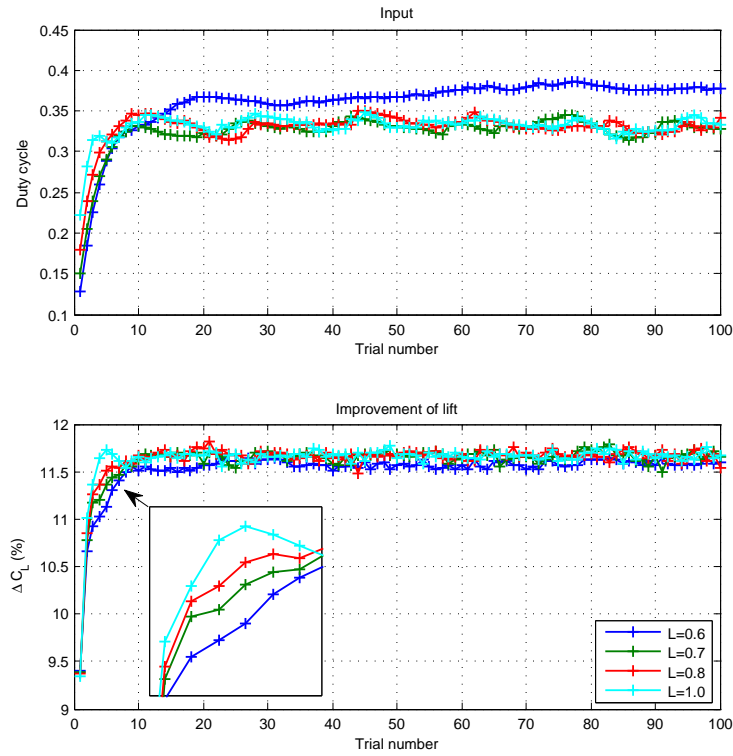 Input
0.45
0.4
0.35
0.3
0.25
0.2
0.15
0.1
Duty cycle
0 10 20 30 40 50 60 70 80 90 100
Trial number
Improvement of lift
12
11.5
11
10.5
10
9.5
9
Δ C_L (%)
L=0.6
L=0.7
L=0.8
L=1.0
0 10 20 30 40 50 60 70 80 90 100
Trial number